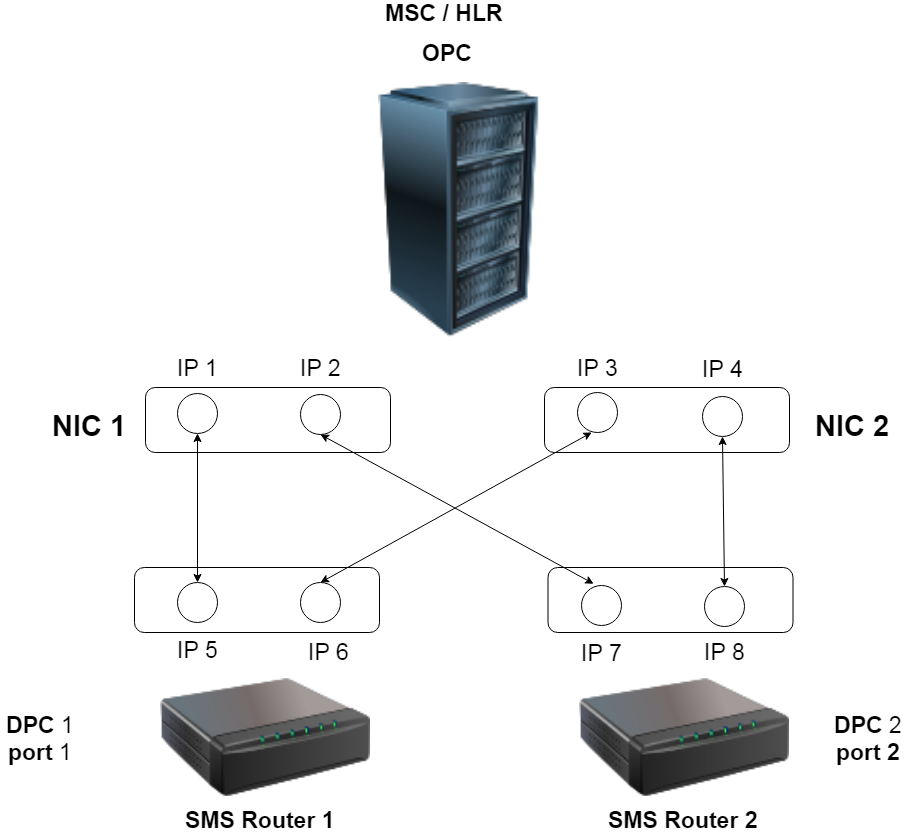 MSC / HLR
OPC
IP 1
IP 2
IP 3
IP 4
NIC 1
NIC 2
IP 5
IP 6
IP 7
IP 8
DPC 1
port 1
DPC 2
port 2
SMS Router 1
SMS Router 2